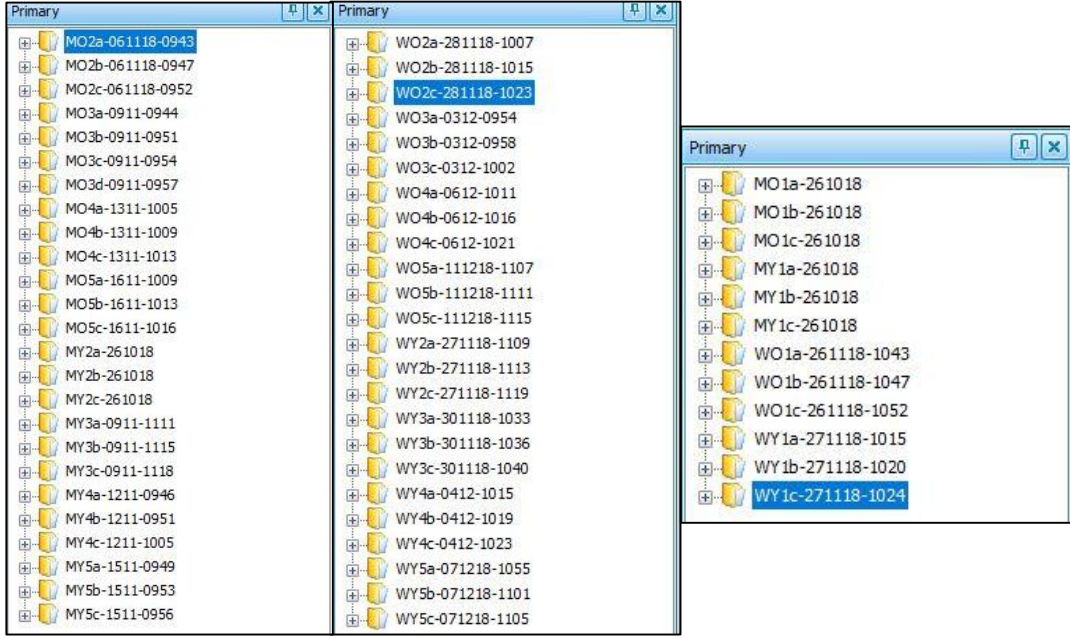 Primary
MO2a-061118-0943
MO2b-061118-0947
MO2c-061118-0952
MO3a-0911-0944
MO3b-0911-0951
MO3c-0911-0954
MO3d-0911-0957
MO4a-1311-1005
MO4b-1311-1009
MO4c-1311-1013
MO5a-1611-1009
MO5b-1611-1013
MO5c-1611-1016
MY2a-261018
MY2b-261018
MY2c-261018
MY3a-0911-1111
MY3b-0911-1115
MY3c-0911-1118
MY4a-1211-0946
MY4b-1211-0951
MY4c-1211-1005
MY5a-1511-0949
MY5b-1511-0953
MY5c-1511-0956
Primary
WO2a-281118-1007
WO2b-281118-1015
WO2c-281118-1023
WO3a-0312-0954
WO3b-0312-0958
WO3c-0312-1002
WO4a-0612-1011
WO4b-0612-1016
WO4c-0612-1021
WO5a-111218-1107
WO5b-111218-1111
WO5c-111218-1115
WY2a-271118-1109
WY2b-271118-1113
WY2c-271118-1119
WY3a-301118-1033
WY3b-301118-1036
WY3c-301118-1040
WY4a-0412-1015
WY4b-0412-1019
WY4c-0412-1023
WY5a-071218-1055
WY5b-071218-1101
WY5c-071218-1105
Primary
MO1a-261018
MO1b-261018
MO1c-261018
MY1a-261018
MY1b-261018
MY1c-261018
WO1a-261118-1043
WO1b-261118-1047
WO1c-261118-1052
WY1a-271118-1015
WY1b-271118-1020
WY1c-271118-1024